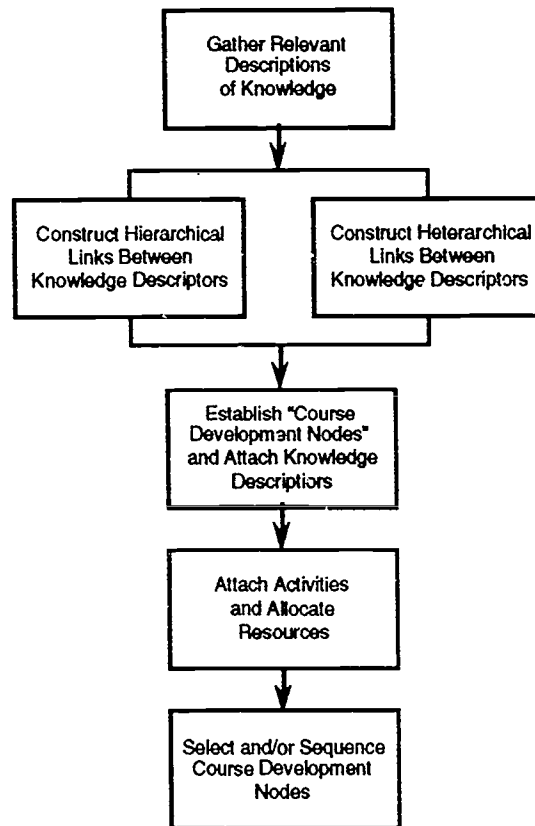 Gather Relevant
Descriptions
of Knowledge
Construct Hierarchical
Links Between
Knowledge Descriptors
Construct Heterarchical
Links Between
Knowledge Descriptors
Establish "Course
Development Nodes"
and Attach Knowledge
Descriptiors
Attach Activities
and Allocate
Resources
Select and/or Sequence
Course Development
Nodes